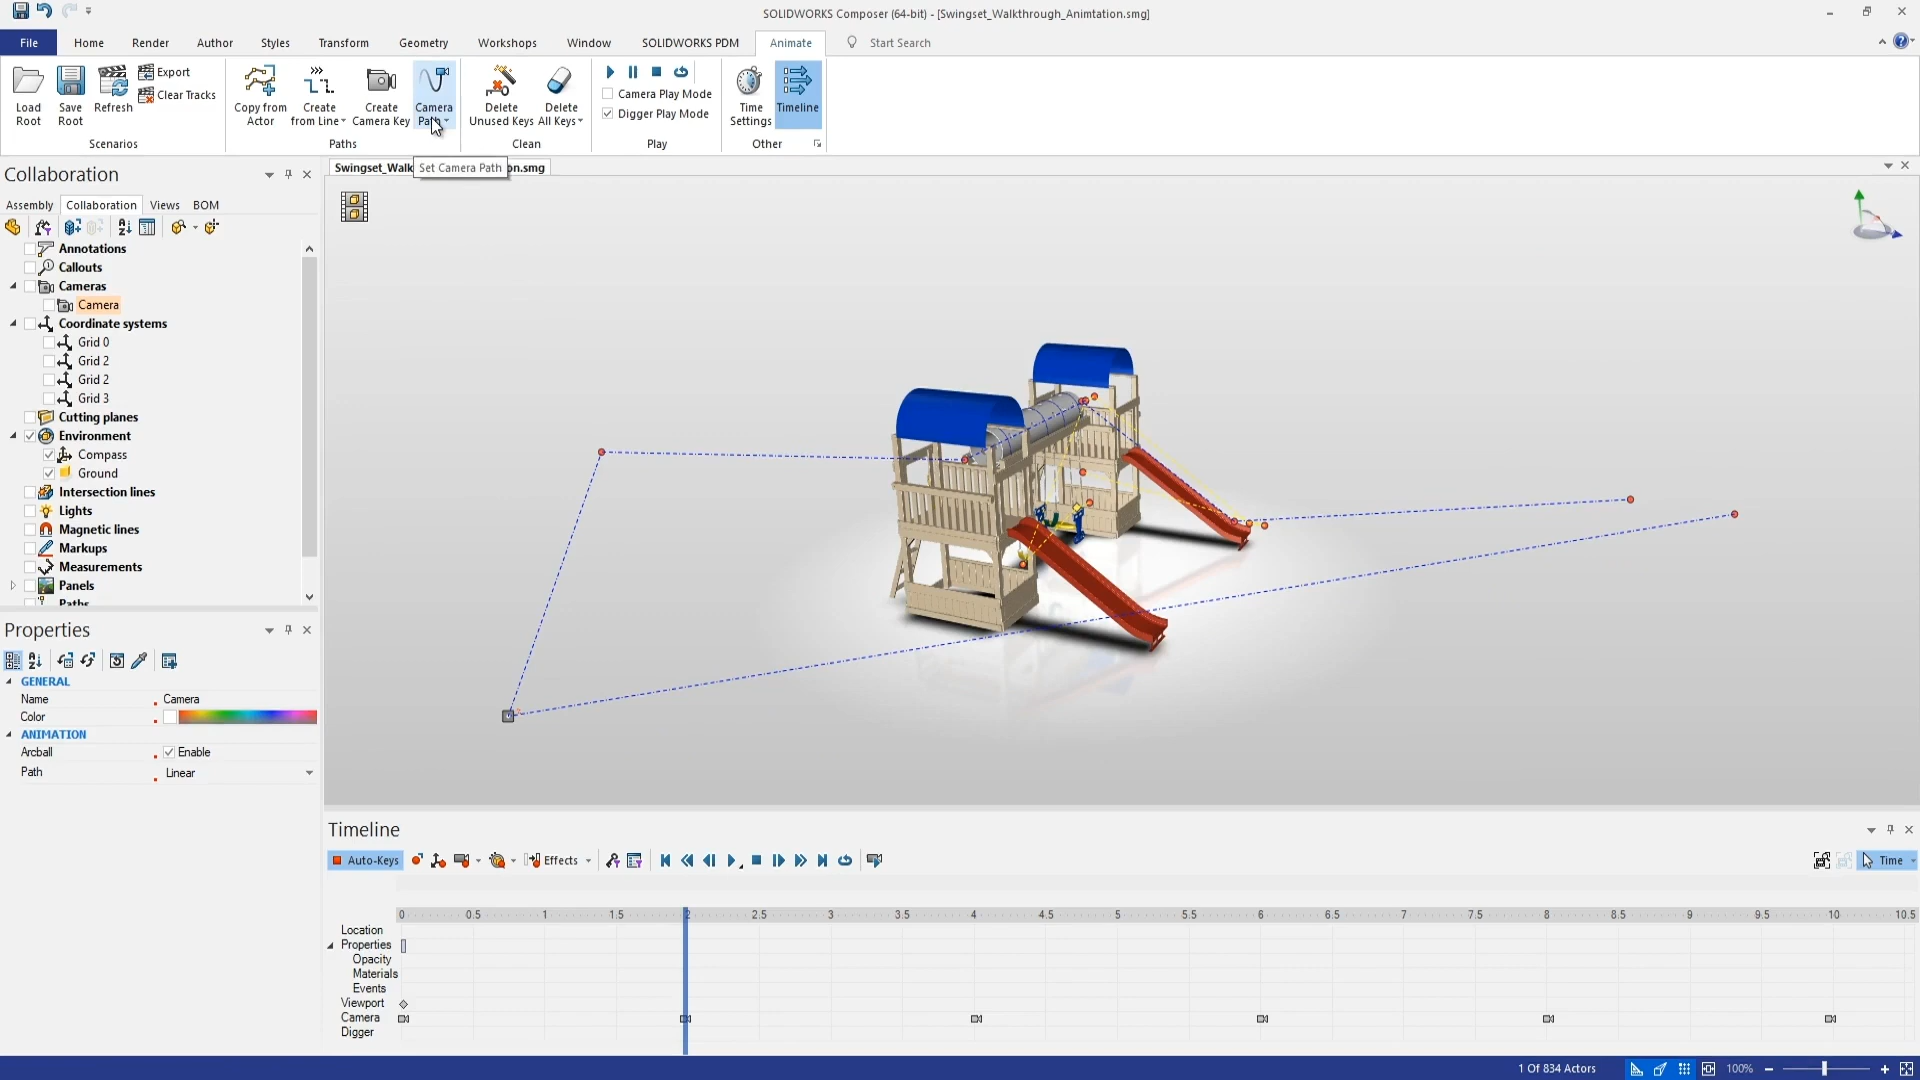 SOLIDWORKS Composer (64-bit) - [Swingset_Walkthrough_Animtation.smg]
File Home Render Author Styles Transform Geometry Workshops Window SOLIDWORKS PDM Animate Start Search
Load Root
Save Root
Refresh
Export
Clear Tracks
Scenarios
Copy from Actor
Create from Line
Create Camera Key
Camera Path
Paths
Delete Unused Keys
Delete All Keys
Clean
Camera Play Mode
Digger Play Mode
Play
Time Settings
Timeline
Other
Collaboration
Swingset_Walk
Set Camera Path
on.smg
Assembly Collaboration Views BOM
Annotations
Callouts
Cameras
Camera
Coordinate systems
Grid 0
Grid 2
Grid 2
Grid 3
Cutting planes
Environment
Compass
Ground
Intersection lines
Lights
Magnetic lines
Markups
Measurements
Panels
Paths
Properties
GENERAL
Name Camera
Color
ANIMATION
Arcball Enable
Path Linear
Timeline
Auto-Keys Effects Time
0 0.5 1 1.5 2 2.5 3 3.5 4 4.5 5 5.5 6 6.5 7 7.5 8 8.5 9 9.5 10 10.5
Location
Properties
Opacity
Materials
Events
Viewport
Camera
Digger
1 Of 834 Actors 100%